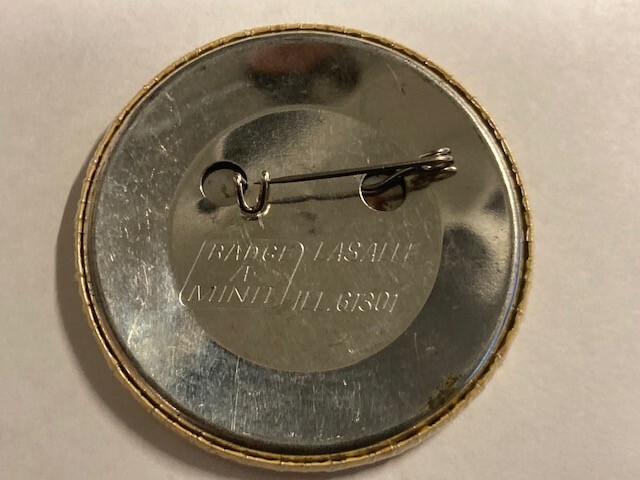 BADGE
A
MINIT
LASALLE
ILL. 61301